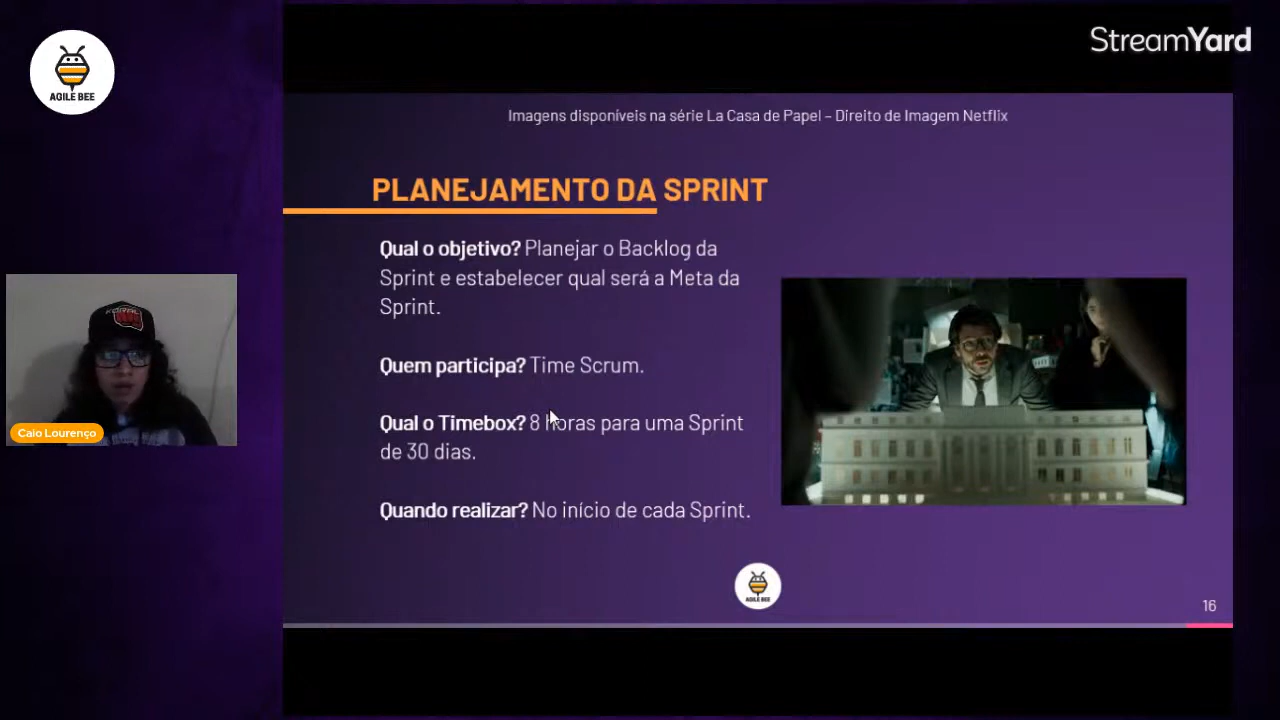 AGILE BEE
StreamYard
Imagens disponíveis na série La Casa de Papel – Direito de Imagem Netflix
PLANEJAMENTO DA SPRINT
Qual o objetivo? Planejar o Backlog da
Sprint e estabelecer qual será a Meta da
Sprint.
Quem participa? Time Scrum.
Qual o Timebox? 8 horas para uma Sprint
de 30 dias.
Quando realizar? No início de cada Sprint.
Caio Lourenço
AGILE BEE
16